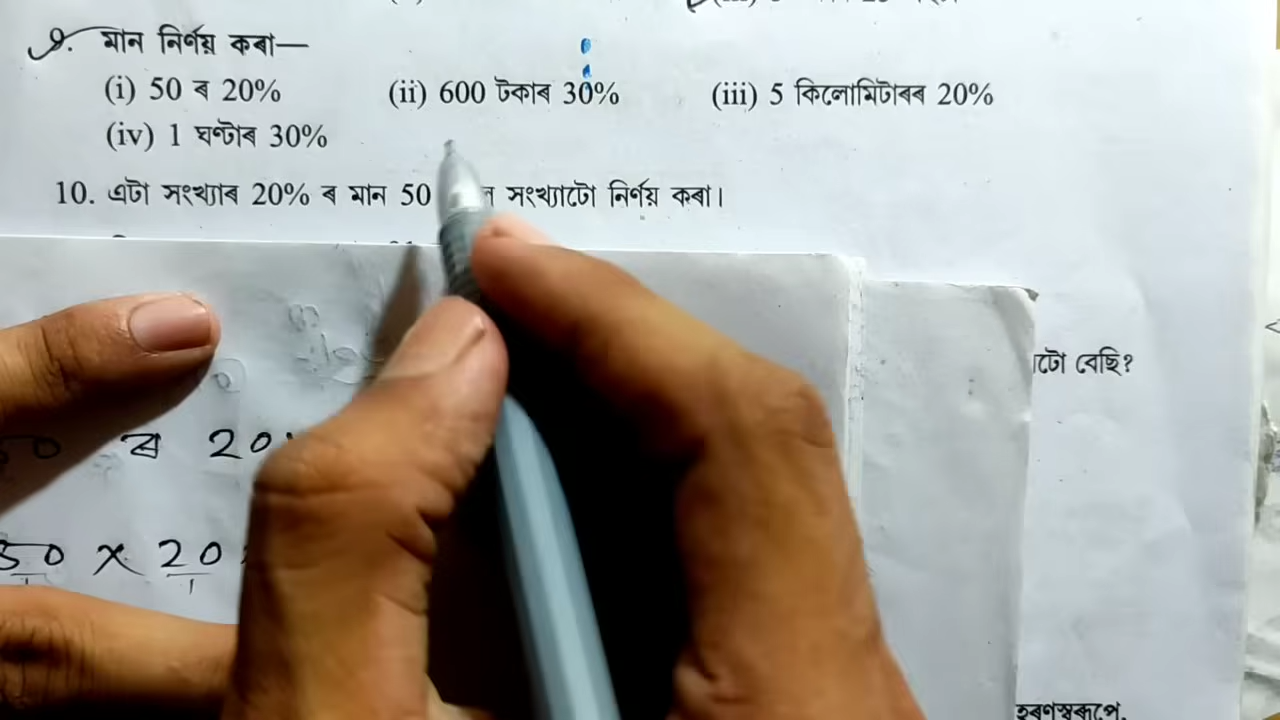 9. মান নিৰ্ণয় কৰা—
(i) 50 ৰ 20% (ii) 600 টকাৰ 30% (iii) 5 কিলোমিটাৰৰ 20%
(iv) 1 ঘণ্টাৰ 30%
10. এটা সংখ্যাৰ 20% ৰ মান 50 সংখ্যাটো নিৰ্ণয় কৰা।
বেছি?
50 ৰ 20
50 × 20